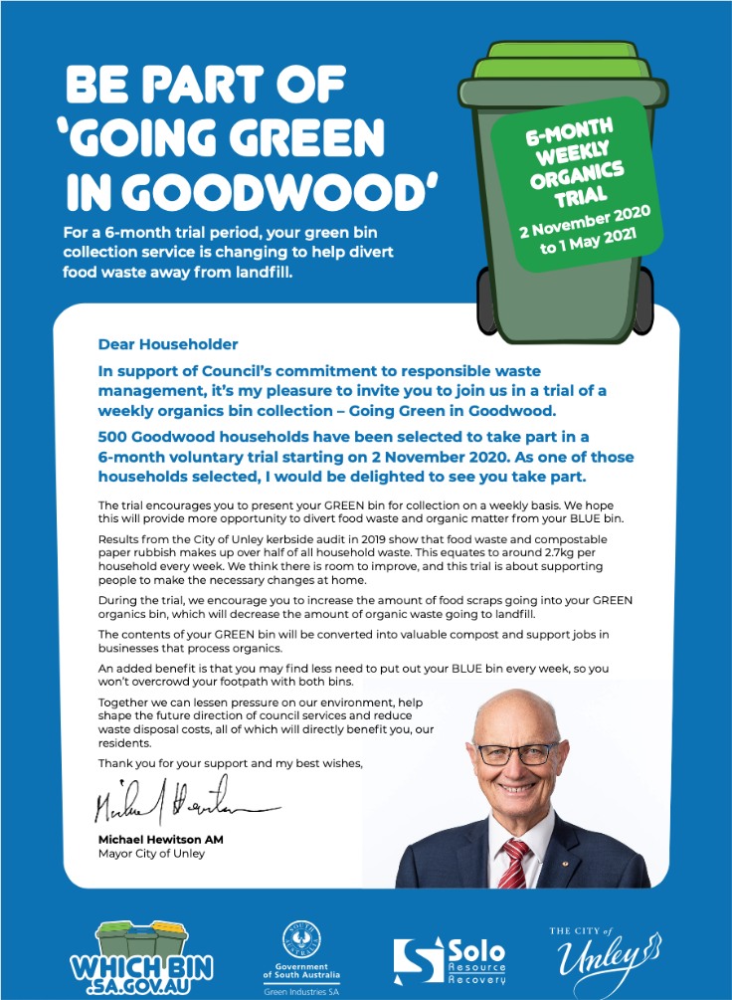 BE PART OF
'GOING GREEN
IN GOODWOOD'
For a 6-month trial period, your green bin
collection service is changing to help divert
food waste away from landfill.
6-MONTH
WEEKLY
ORGANICS
TRIAL
2 November 2020
to 1 May 2021
Dear Householder
In support of Council's commitment to responsible waste
management, it's my pleasure to invite you to join us in a trial of a
weekly organics bin collection – Going Green in Goodwood.
500 Goodwood households have been selected to take part in a
6-month voluntary trial starting on 2 November 2020. As one of those
households selected, I would be delighted to see you take part.
The trial encourages you to present your GREEN bin for collection on a weekly basis. We hope
this will provide more opportunity to divert food waste and organic matter from your BLUE bin.
Results from the City of Unley kerbside audit in 2019 show that food waste and compostable
paper rubbish makes up over half of all household waste. This equates to around 2.7kg per
household every week. We think there is room to improve, and this trial is about supporting
people to make the necessary changes at home.
During the trial, we encourage you to increase the amount of food scraps going into your GREEN
organics bin, which will decrease the amount of organic waste going to landfill.
The contents of your GREEN bin will be converted into valuable compost and support jobs in
businesses that process organics.
An added benefit is that you may find less need to put out your BLUE bin every week, so you
won't overcrowd your footpath with both bins.
Together we can lessen pressure on our environment, help
shape the future direction of council services and reduce
waste disposal costs, all of which will directly benefit you, our
residents.
Thank you for your support and my best wishes,
Michael Hewitson
Michael Hewitson AM
Mayor City of Unley
WHICH BIN
.SA.GOV.AU
SOUTH
AUSTRALIA
Government
of South Australia
Green Industries SA
Solo
Resource
Recovery
THE CITY of
Unley